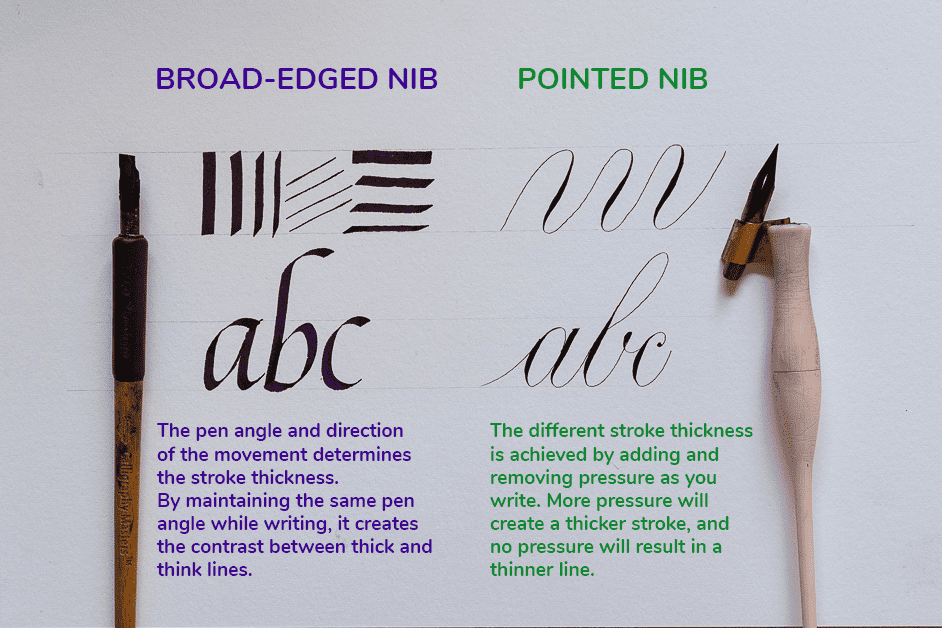 BROAD-EDGED NIB
POINTED NIB
abc
abc
The pen angle and direction
of the movement determines
the stroke thickness.
By maintaining the same pen
angle while writing, it creates
the contrast between thick and
think lines.
The different stroke thickness
is achieved by adding and
removing pressure as you
write. More pressure will
create a thicker stroke, and
no pressure will result in a
thinner line.
Calligraphy Masters™